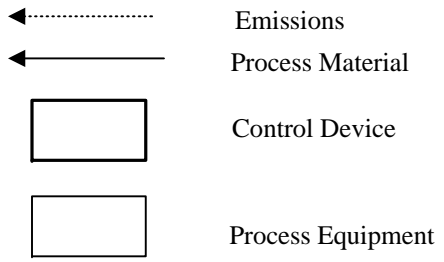 Emissions
Process Material
Control Device
Process Equipment